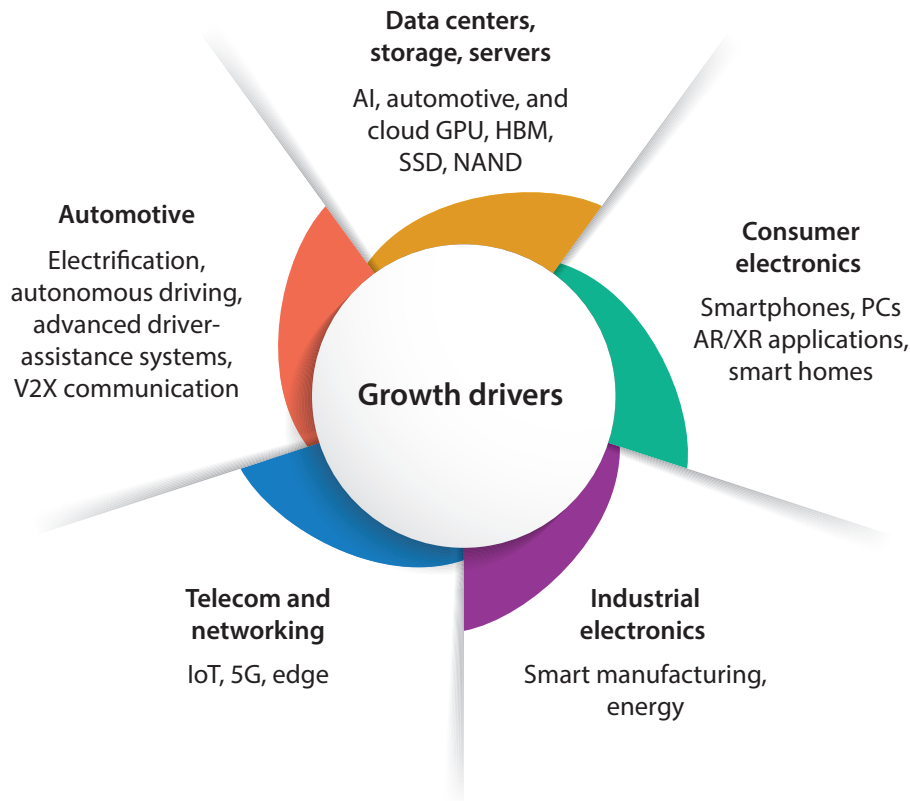 Data centers,
storage, servers
AI, automotive, and
cloud GPU, HBM,
SSD, NAND
Automotive
Electrification,
autonomous driving,
advanced driver-
assistance systems,
V2X communication
Consumer
electronics
Smartphones, PCs
AR/XR applications,
smart homes
Growth drivers
Telecom and
networking
IoT, 5G, edge
Industrial
electronics
Smart manufacturing,
energy